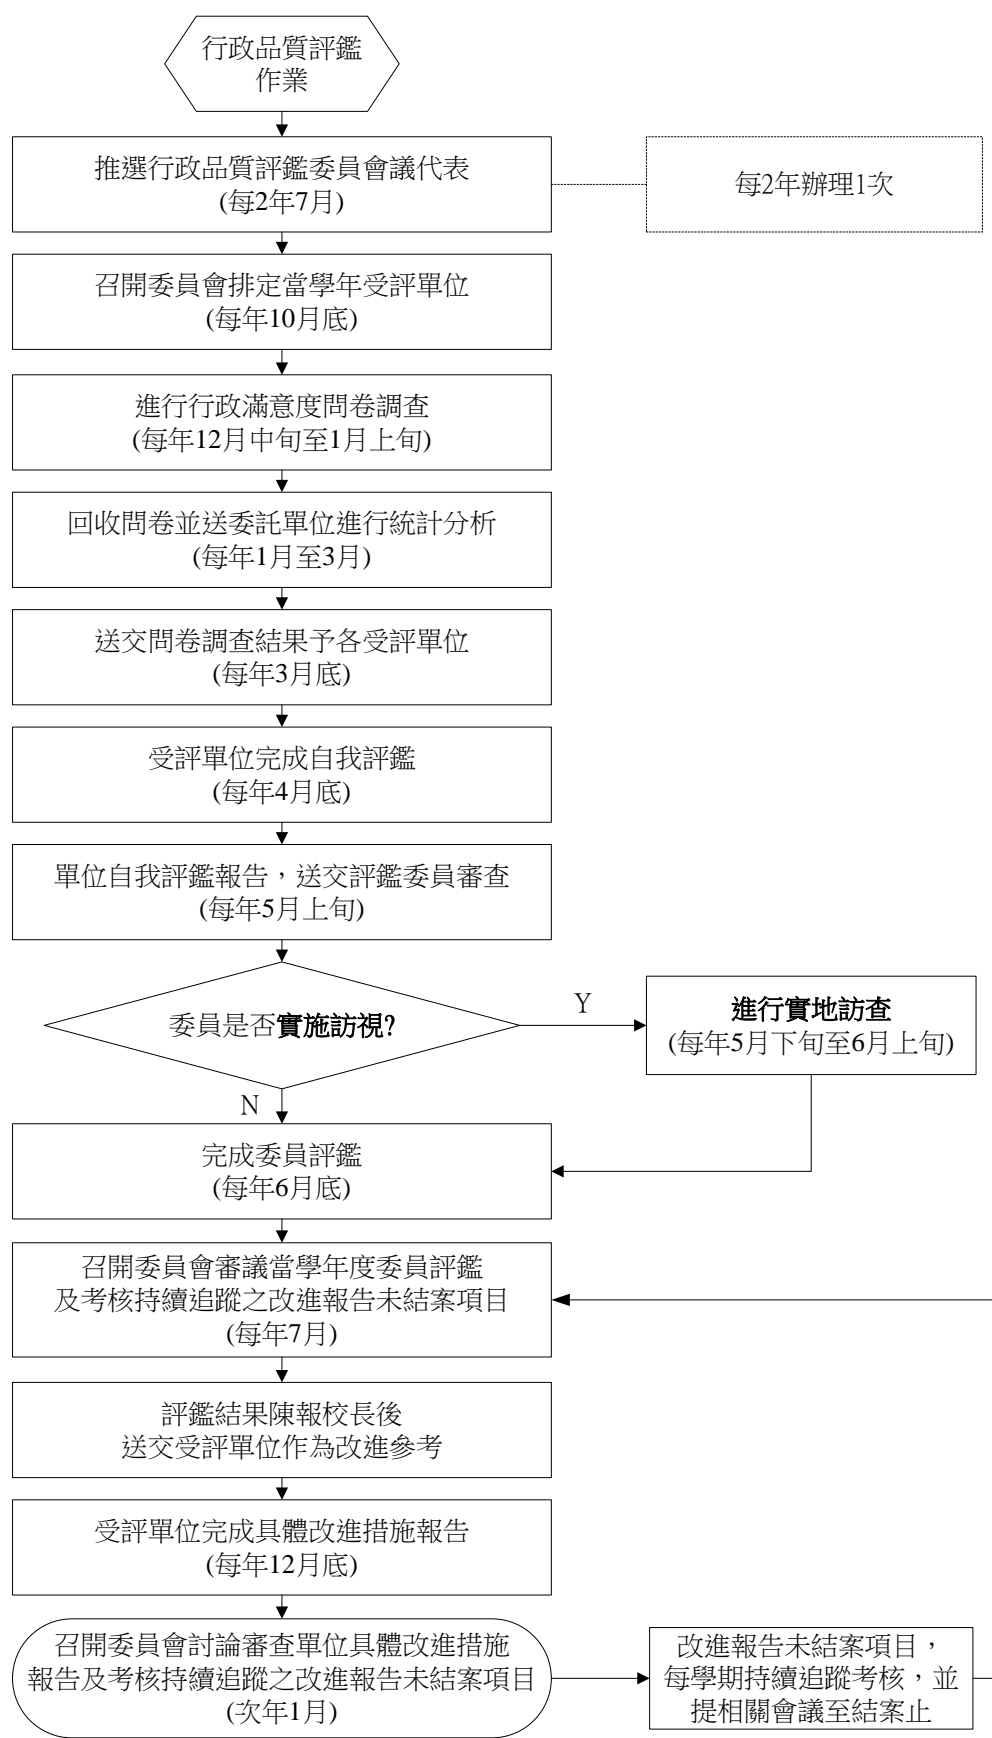 行政品質評鑑
作業
推選行政品質評鑑委員會議代表
(每2年7月)
每2年辦理1次
召開委員會排定當學年受評單位
(每年10月底)
進行行政滿意度問卷調查
(每年12月中旬至1月上旬)
回收問卷並送委託單位進行統計分析
(每年1月至3月)
送交問卷調查結果予各受評單位
(每年3月底)
受評單位完成自我評鑑
(每年4月底)
單位自我評鑑報告，送交評鑑委員審查
(每年5月上旬)
委員是否實施訪視?
Y
進行實地訪查
(每年5月下旬至6月上旬)
N
完成委員評鑑
(每年6月底)
召開委員會審議當學年度委員評鑑
及考核持續追蹤之改進報告未結案項目
(每年7月)
評鑑結果陳報校長後
送交受評單位作為改進參考
受評單位完成具體改進措施報告
(每年12月底)
召開委員會討論審查單位具體改進措施
報告及考核持續追蹤之改進報告未結案項目
(次年1月)
改進報告未結案項目，
每學期持續追蹤考核，並
提相關會議至結案止